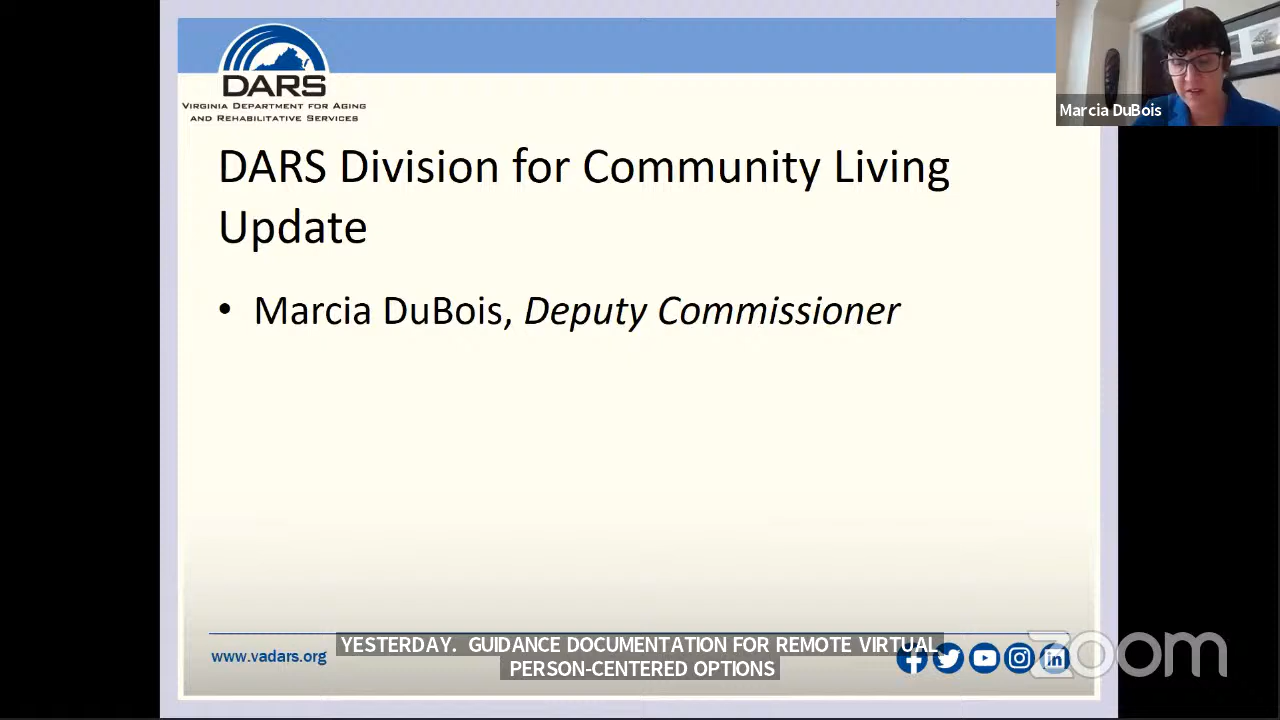 DARS
VIRGINIA DEPARTMENT FOR AGING
AND REHABILITATIVE SERVICES
Marcia DuBois
DARS Division for Community Living
Update
• Marcia DuBois, Deputy Commissioner
www.vadars.org
YESTERDAY. GUIDANCE DOCUMENTATION FOR REMOTE VIRTUAL
PERSON-CENTERED OPTIONS
zoom